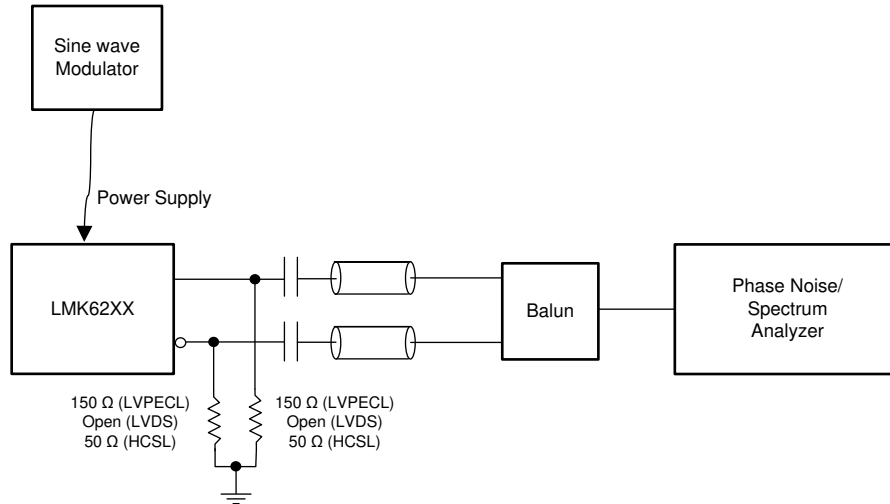 Sine wave
Modulator
Power Supply
LMK62XX
Balun
Phase Noise/
Spectrum
Analyzer
150 Ω (LVPECL)
Open (LVDS)
50 Ω (HCSL)
150 Ω (LVPECL)
Open (LVDS)
50 Ω (HCSL)